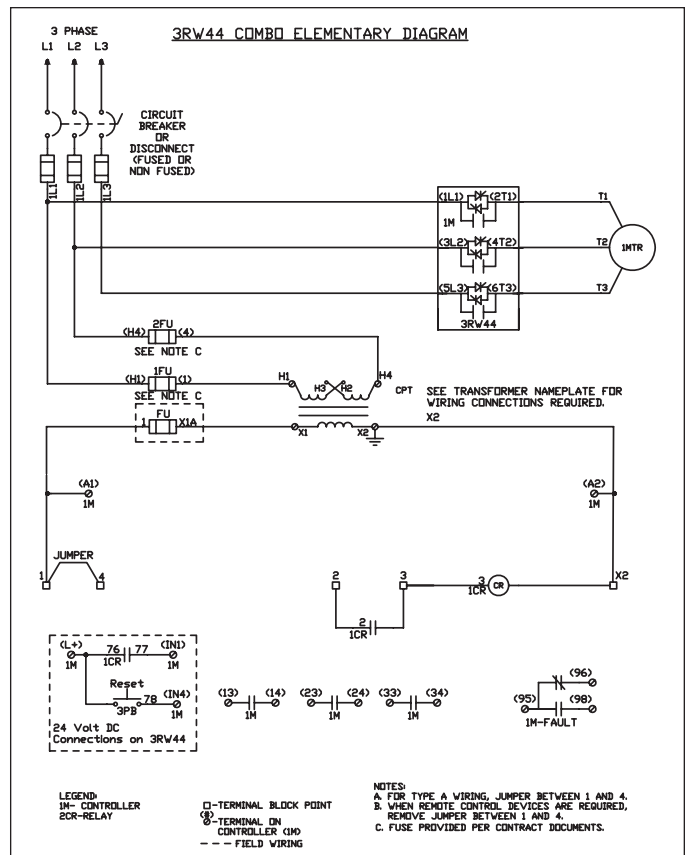 3RW44 COMBO ELEMENTARY DIAGRAM
3 PHASE
L1 L2 L3
CIRCUIT
BREAKER
OR
DISCONNECT
(FUSED OR
NON FUSED)
1L1
1L2
1L3
(1L1) (2T1)
1M
T1
(3L2) (4T2)
T2
1MTR
(5L3) (6T3)
T3
3RW44
2FU
(H4) (4)
SEE NOTE C
1FU
(H1) (1)
SEE NOTE C
H1 H3 H2 H4
CPT
SEE TRANSFORMER NAMEPLATE FOR
WIRING CONNECTIONS REQUIRED.
X2
FU
1 X1A
X1 X2
(A1)
1M
(A2)
1M
JUMPER
1 4
2 3
3 CR
1CR
X2
2
1CR
(L+) 76 77 (IN1)
1M 1CR 1M
Reset
78 (IN4)
3PB 1M
24 Volt DC
Connections on 3RW44
(13) (14)
1M
(23) (24)
1M
(33) (34)
1M
(96)
(95) (98)
1M-FAULT
LEGEND:
1M- CONTROLLER
2CR-RELAY
□-TERMINAL BLOCK POINT
(#)
-TERMINAL ON
CONTROLLER (1M)
--- FIELD WIRING
NOTES:
A. FOR TYPE A WIRING, JUMPER BETWEEN 1 AND 4.
B. WHEN REMOTE CONTROL DEVICES ARE REQUIRED,
REMOVE JUMPER BETWEEN 1 AND 4.
C. FUSE PROVIDED PER CONTRACT DOCUMENTS.